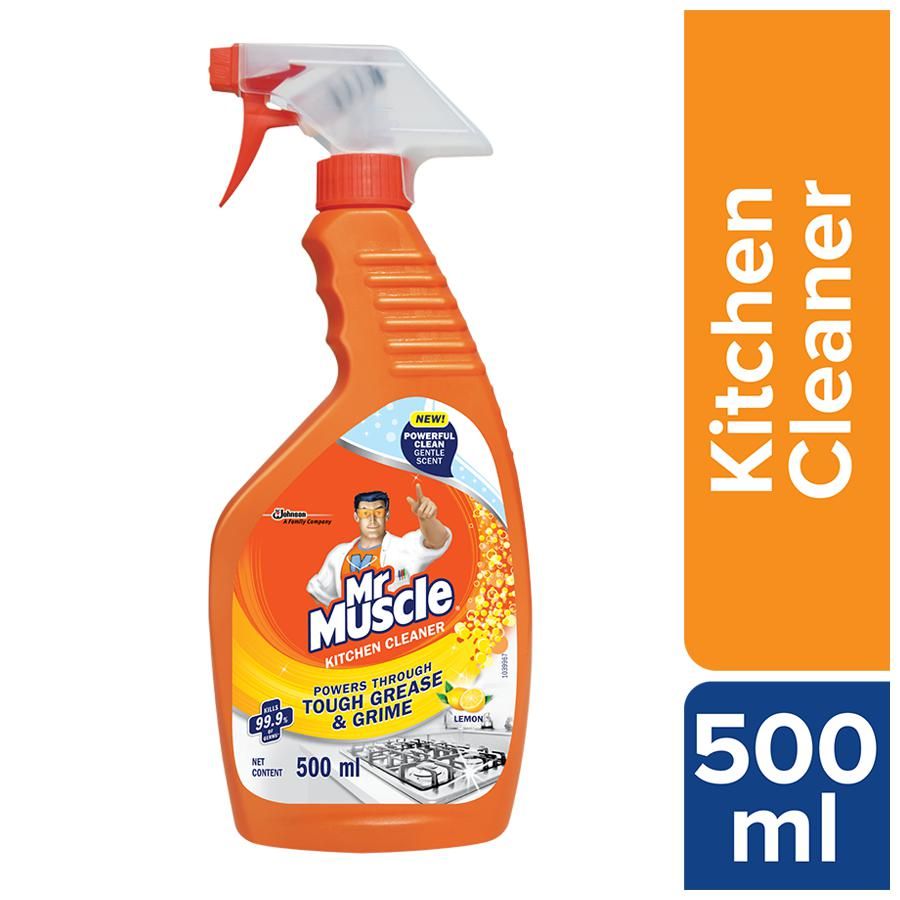 NEW!
POWERFUL
CLEAN
GENTLE
SCENT
SC Johnson
A Family Company
Mr
Muscle
KITCHEN CLEANER
POWERS THROUGH
TOUGH GREASE
& GRIME
KILLS
99.9%
OF
GERMS*
LEMON
NET
CONTENT
500 ml
1039967
Kitchen
Cleaner
500
ml